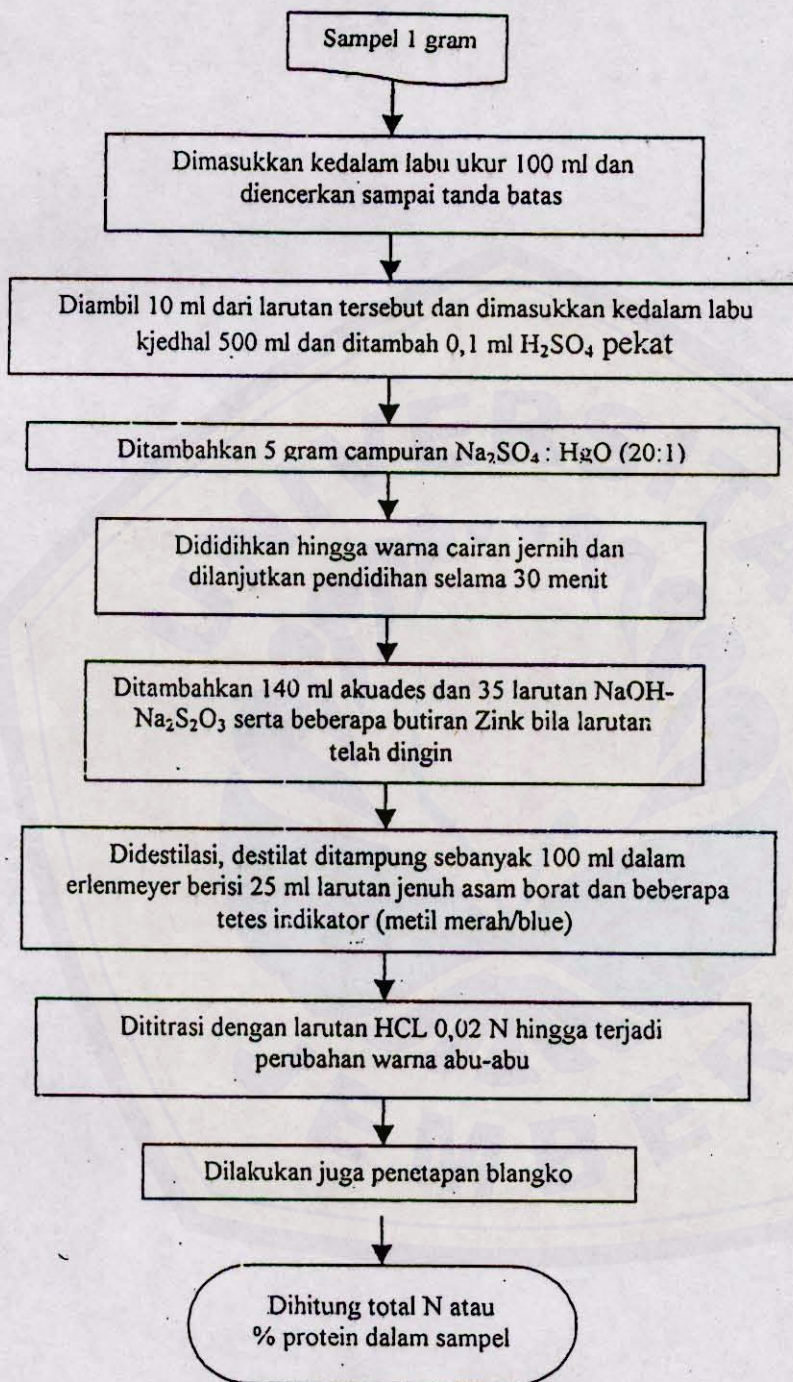 Sampel 1 gram
Dimasukkan kedalam labu ukur 100 ml dan
diencerkan sampai tanda batas
Diambil 10 ml dari larutan tersebut dan dimasukkan kedalam labu
kjedhal 500 ml dan ditambah 0,1 ml H₂SO₄ pekat
Ditambahkan 5 gram campuran Na₂SO₄ : HgO (20:1)
Dididihkan hingga warna cairan jernih dan
dilanjutkan pendidihan selama 30 menit
Ditambahkan 140 ml akuades dan 35 larutan NaOH-
Na₂S₂O₃ serta beberapa butiran Zink bila larutan
telah dingin
Didestilasi, destilat ditampung sebanyak 100 ml dalam
erlenmeyer berisi 25 ml larutan jenuh asam borat dan beberapa
tetes indikator (metil merah/blue)
Dititrasi dengan larutan HCL 0,02 N hingga terjadi
perubahan warna abu-abu
Dilakukan juga penetapan blangko
Dihitung total N atau
% protein dalam sampel